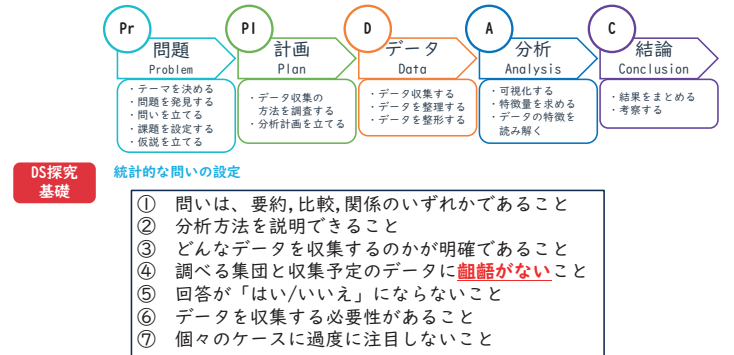 Pr
問題
Problem
・テーマを決める
・問題を発見する
・問いを立てる
・課題を設定する
・仮説を立てる
Pl
計画
Plan
・データ収集の
方法を調査する
・分析計画を立てる
D
データ
Data
・データ収集する
・データを整理する
・データを整形する
A
分析
Analysis
・可視化する
・特徴量を求める
・データの特徴を
読み解く
C
結論
Conclusion
・結果をまとめる
・考察する
DS探究
基礎
統計的な問いの設定
① 問いは、要約,比較,関係のいずれかであること
② 分析方法を説明できること
③ どんなデータを収集するのかが明確であること
④ 調べる集団と収集予定のデータに齟齬がないこと
⑤ 回答が「はい/いいえ」にならないこと
⑥ データを収集する必要性があること
⑦ 個々のケースに過度に注目しないこと